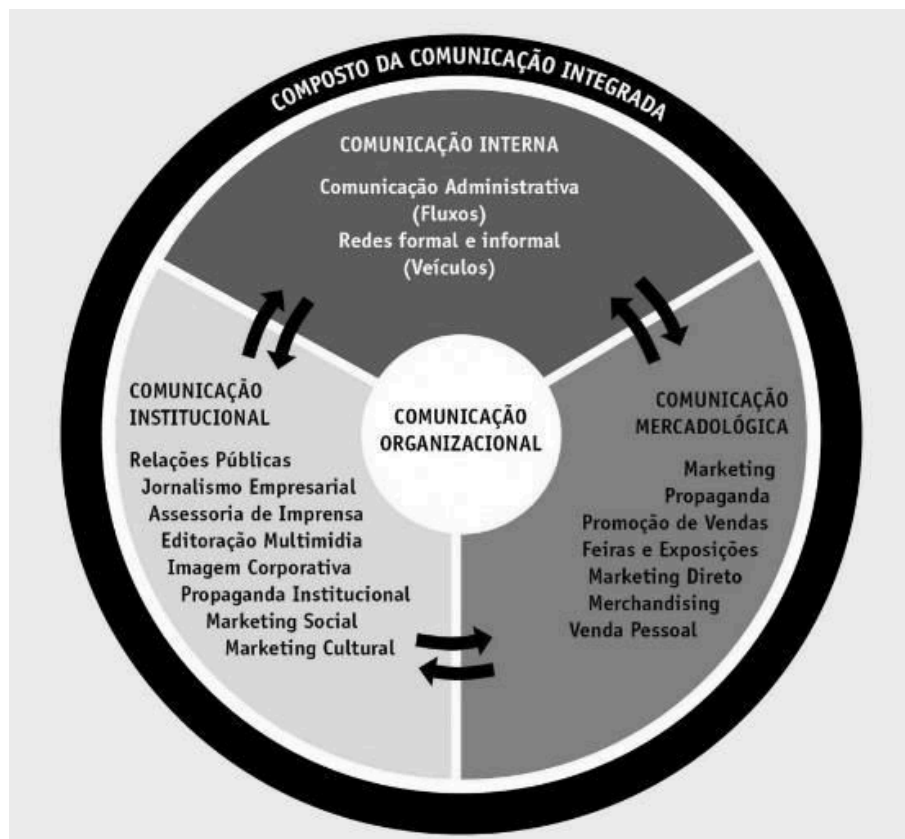 COMPOSTO DA COMUNICAÇÃO INTEGRADA
COMUNICAÇÃO INTERNA
Comunicação Administrativa
(Fluxos)
Redes formal e informal
(Veículos)
COMUNICAÇÃO
INSTITUCIONAL
Relações Públicas
Jornalismo Empresarial
Assessoria de Imprensa
Editoração Multimidia
Imagem Corporativa
Propaganda Institucional
Marketing Social
Marketing Cultural
COMUNICAÇÃO
ORGANIZACIONAL
COMUNICAÇÃO
MERCADOLÓGICA
Marketing
Propaganda
Promoção de Vendas
Feiras e Exposições
Marketing Direto
Merchandising
Venda Pessoal